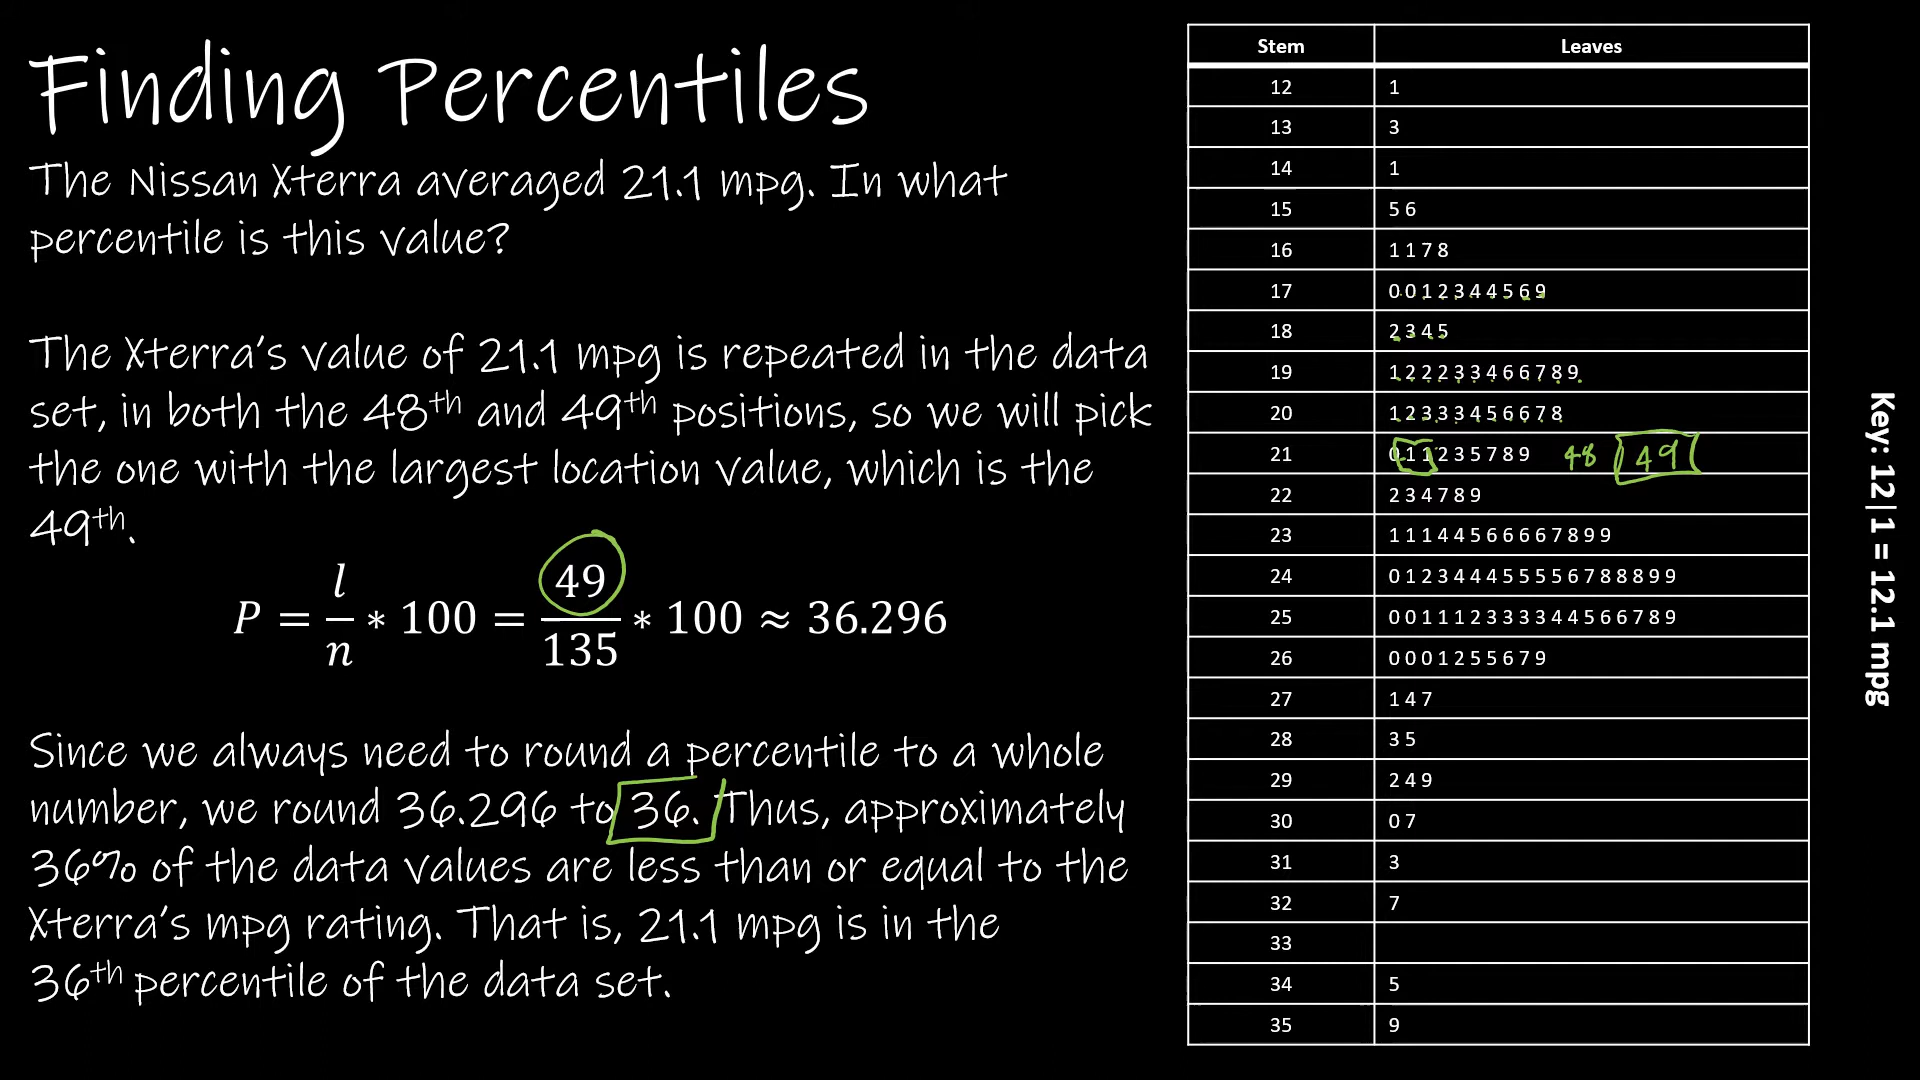 Finding Percentiles
The Nissan Xterra averaged 21.1 mpg. In what
percentile is this value?
The Xterra's value of 21.1 mpg is repeated in the data
set, in both the 48th and 49th positions, so we will pick
the one with the largest location value, which is the
49th.
P = l/n * 100 = 49/135 * 100 ≈ 36.296
Since we always need to round a percentile to a whole
number, we round 36.296 to 36. Thus, approximately
36% of the data values are less than or equal to the
Xterra's mpg rating. That is, 21.1 mpg is in the
36th percentile of the data set.
Stem Leaves
12 1
13 3
14 1
15 5 6
16 1 1 7 8
17 0 0 1 2 3 4 4 5 6 9
18 2 3 4 5
19 1 2 2 2 3 3 4 6 6 7 8 9
20 1 2 3 3 3 4 5 6 6 7 8
21 0 1 1 2 3 5 7 8 9 48 49
22 2 3 4 7 8 9
23 1 1 1 4 4 5 6 6 6 6 7 8 9 9
24 0 1 2 3 4 4 4 5 5 5 5 6 7 8 8 8 9 9
25 0 0 1 1 1 2 3 3 3 3 4 4 5 6 6 7 8 9
26 0 0 0 1 2 5 5 6 7 9
27 1 4 7
28 3 5
29 2 4 9
30 0 7
31 3
32 7
33
34 5
35 9
Key: 12|1 = 12.1 mpg